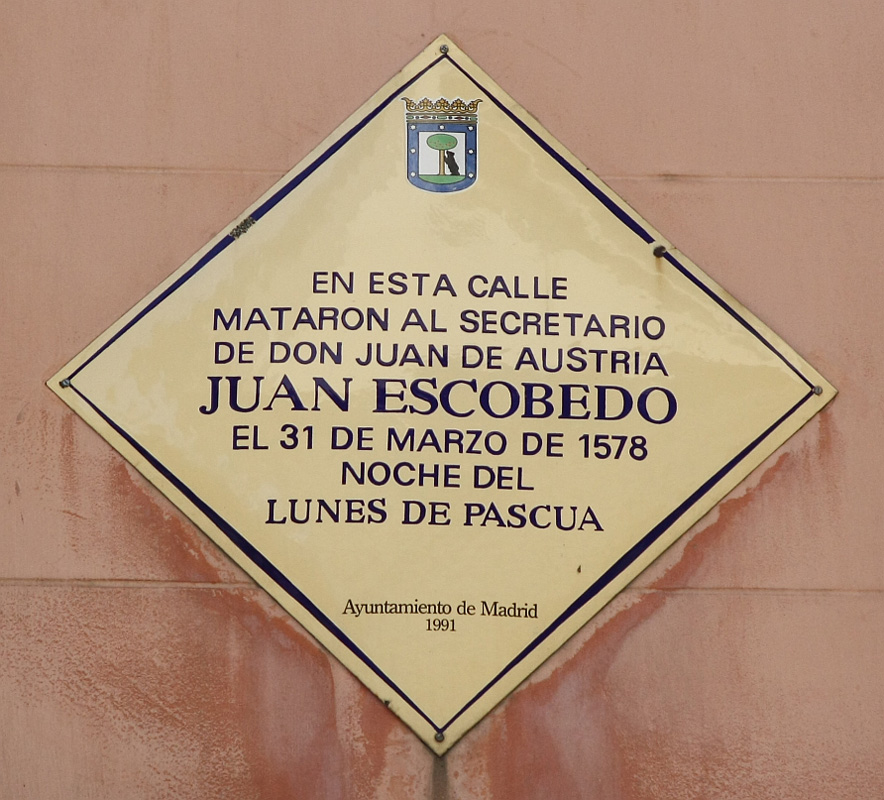 EN ESTA CALLE
MATARON AL SECRETARIO
DE DON JUAN DE AUSTRIA
JUAN ESCOBEDO
EL 31 DE MARZO DE 1578
NOCHE DEL
LUNES DE PASCUA
Ayuntamiento de Madrid
1991